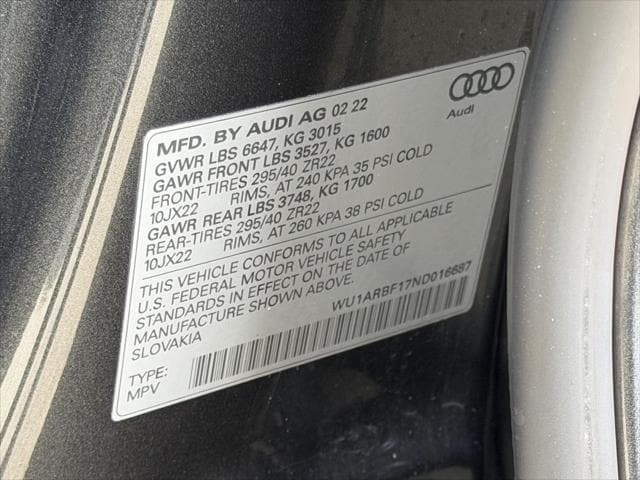 MFD. BY AUDI AG 02 22
GVWR LBS 6647, KG 3015
GAWR FRONT LBS 3527, KG 1600
FRONT-TIRES 295/40 ZR22
10JX22 RIMS, AT 240 KPA 35 PSI COLD
GAWR REAR LBS 3748, KG 1700
REAR-TIRES 295/40 ZR22
10JX22 RIMS, AT 260 KPA 38 PSI COLD
THIS VEHICLE CONFORMS TO ALL APPLICABLE
U.S. FEDERAL MOTOR VEHICLE SAFETY
STANDARDS IN EFFECT ON THE DATE OF
MANUFACTURE SHOWN ABOVE.
SLOVAKIA
WU1ARBF17ND016687
TYPE:
MPV
Audi